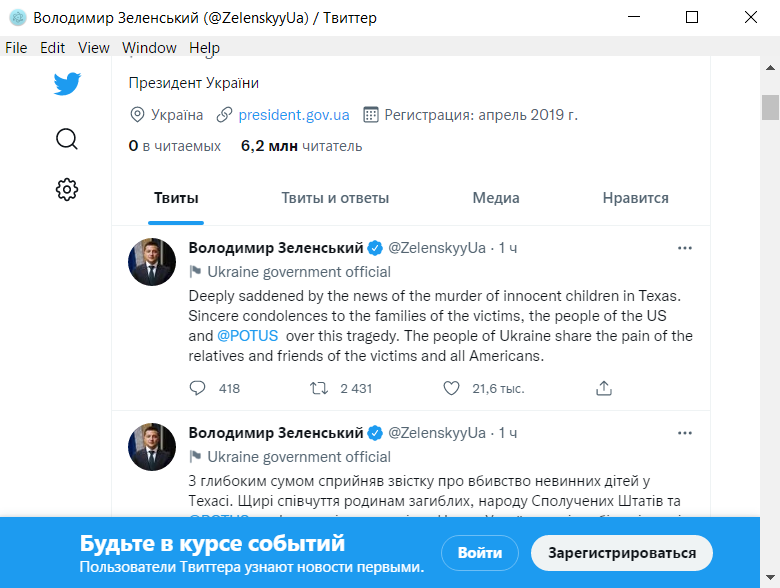 Володимир Зеленський (@ZelenskyyUa) / Твиттер
File Edit View Window Help
Президент України
Україна president.gov.ua Регистрация: апрель 2019 г.
0 в читаемых 6,2 млн читатель
Твиты Твиты и ответы Медиа Нравится
Володимир Зеленський @ZelenskyyUa · 1 ч
Ukraine government official
Deeply saddened by the news of the murder of innocent children in Texas.
Sincere condolences to the families of the victims, the people of the US
and @POTUS over this tragedy. The people of Ukraine share the pain of the
relatives and friends of the victims and all Americans.
418 2 431 21,6 тыс.
Володимир Зеленський @ZelenskyyUa · 1 ч
Ukraine government official
З глибоким сумом сприйняв звістку про вбивство невинних дітей у
Техасі. Щирі співчуття родинам загиблих, народу Сполучених Штатів та
Будьте в курсе событий
Пользователи Твиттера узнают новости первыми.
Войти Зарегистрироваться